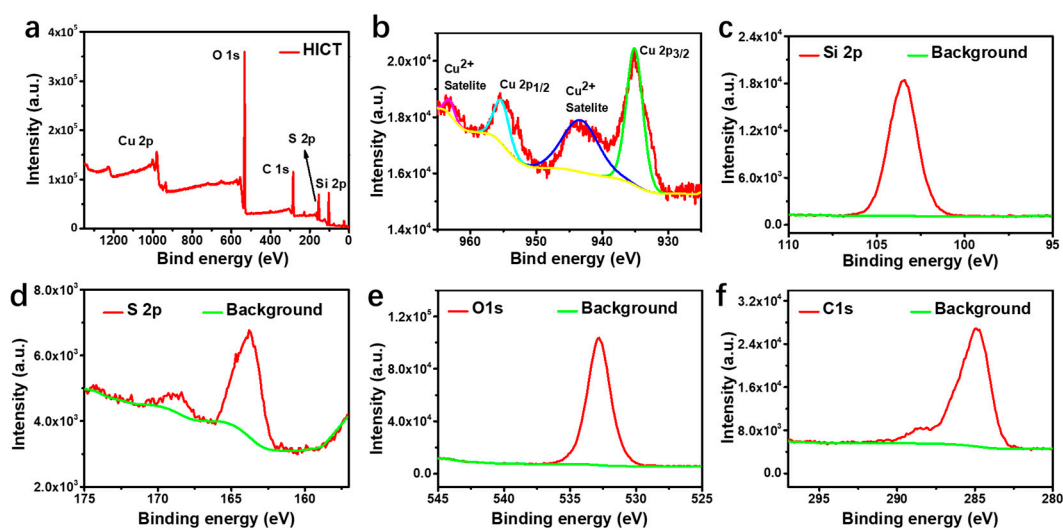 a
HICT
O 1s
Cu 2p
S 2p
C 1s
Si 2p
4x10⁵
3x10⁵
2x10⁵
1x10⁵
0
Intensity (a.u.)
1200 1000 800 600 400 200 0
Bind energy (eV)
b
Cu²⁺
Satelite
Cu 2p1/2
Cu²⁺
Satelite
Cu 2p3/2
2.0x10⁴
1.8x10⁴
1.6x10⁴
1.4x10⁴
Intensity (a.u.)
960 950 940 930
Bind energy (eV)
c
Si 2p
Background
2.4x10⁴
1.8x10⁴
1.2x10⁴
6.0x10³
0.0
Intensity (a.u.)
110 105 100 95
Binding energy (eV)
d
S 2p
Background
8.0x10³
6.0x10³
4.0x10³
2.0x10³
Intensity (a.u.)
175 170 165 160
Binding energy (eV)
e
O1s
Background
1.2x10⁵
8.0x10⁴
4.0x10⁴
0.0
Intensity (a.u.)
545 540 535 530 525
Binding energy (eV)
f
C1s
Background
3.2x10⁴
2.4x10⁴
1.6x10⁴
8.0x10³
0.0
Intensity (a.u.)
295 290 285 280
Binding energy (eV)